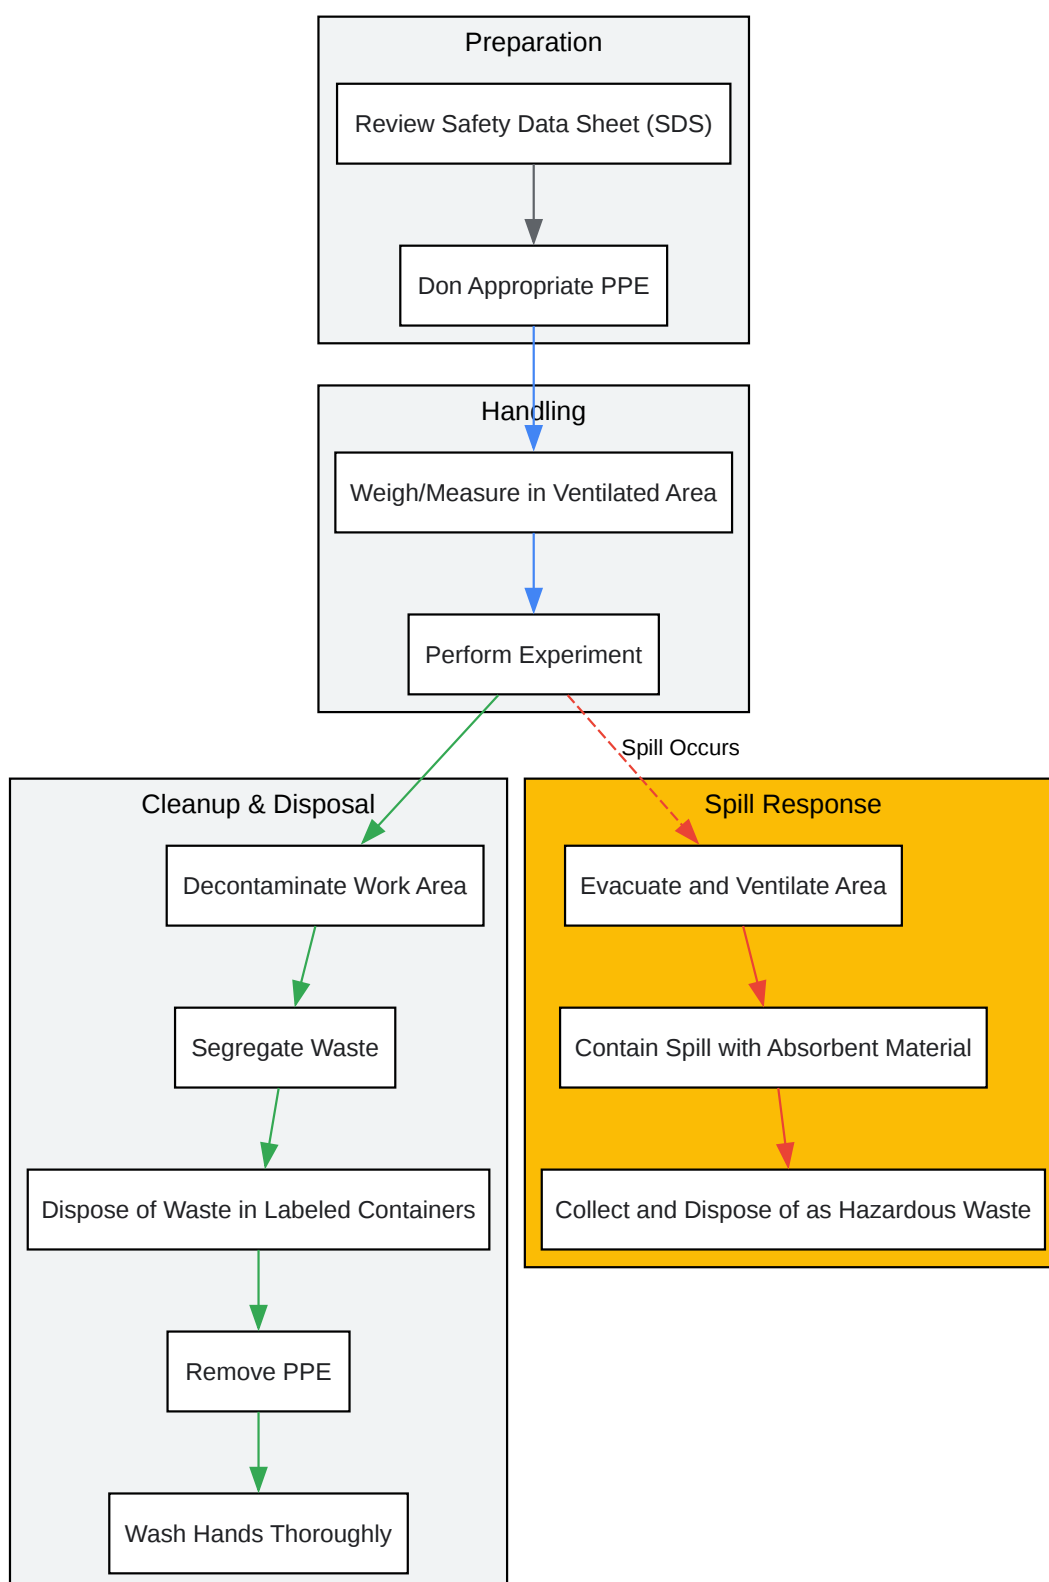 Preparation
Review Safety Data Sheet (SDS)
Don Appropriate PPE
Handling
Weigh/Measure in Ventilated Area
Perform Experiment
Spill Occurs
Cleanup & Disposal
Decontaminate Work Area
Segregate Waste
Dispose of Waste in Labeled Containers
Remove PPE
Wash Hands Thoroughly
Spill Response
Evacuate and Ventilate Area
Contain Spill with Absorbent Material
Collect and Dispose of as Hazardous Waste